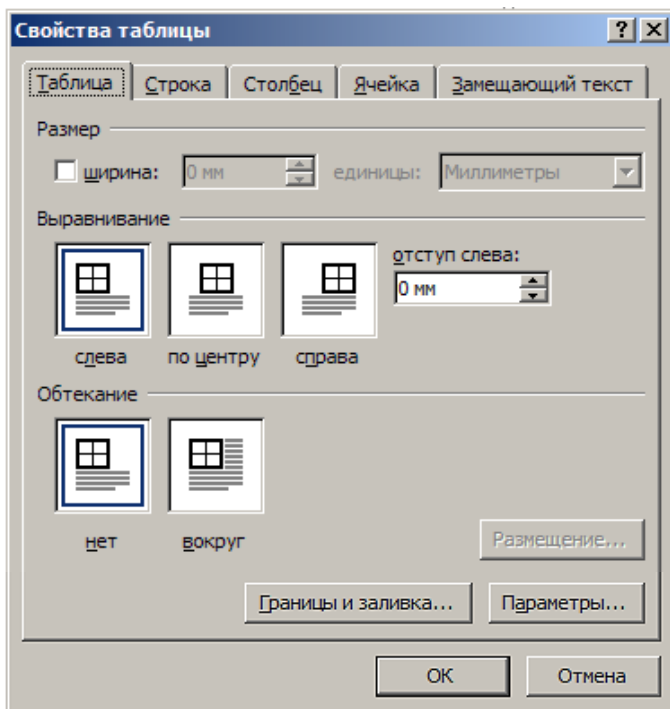 Свойства таблицы
Таблица Строка Столбец Ячейка Замещающий текст
Размер
ширина: 0 мм единицы: Миллиметры
Выравнивание
отступ слева:
0 мм
слева по центру справа
Обтекание
нет вокруг
Размещение...
Границы и заливка... Параметры...
ОК Отмена